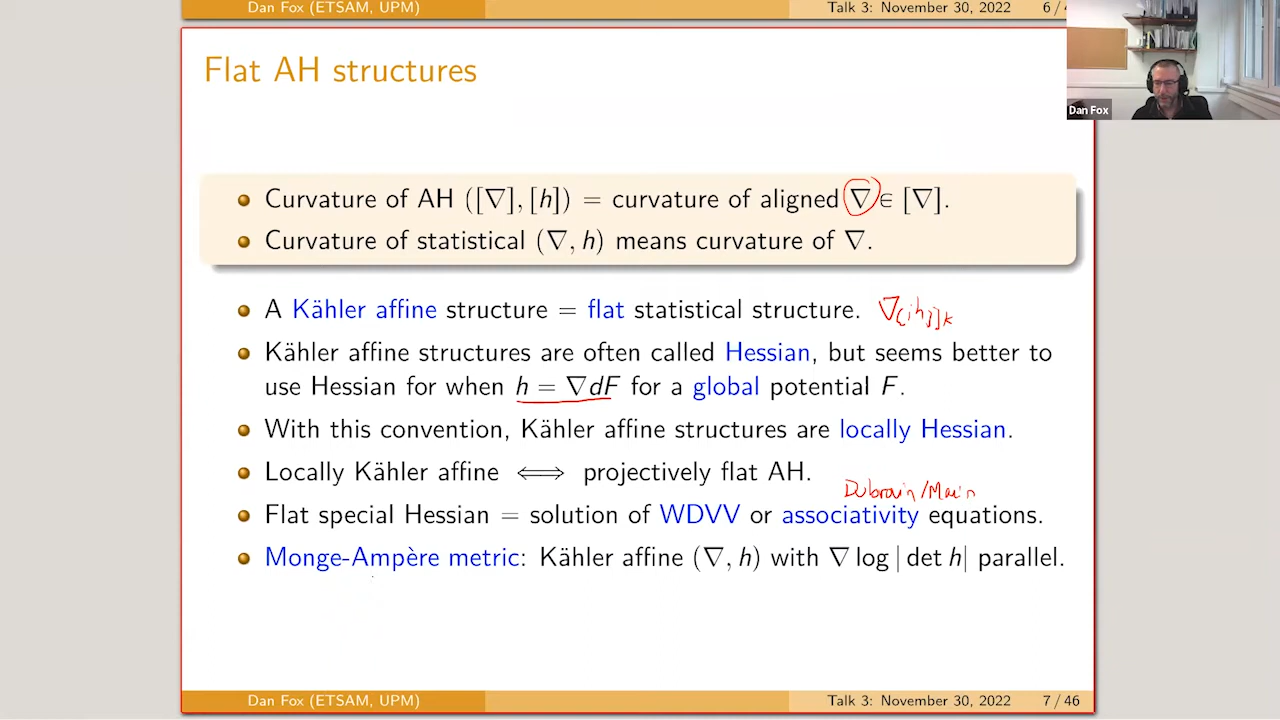 Dan Fox (ETSAM, UPM) Talk 3: November 30, 2022 6 /
Dan Fox
Flat AH structures
Curvature of AH ([∇], [h]) = curvature of aligned ∇ ∈ [∇].
Curvature of statistical (∇, h) means curvature of ∇.
A Kähler affine structure = flat statistical structure. ∇[i h j]k
Kähler affine structures are often called Hessian, but seems better to
use Hessian for when h = ∇dF for a global potential F.
With this convention, Kähler affine structures are locally Hessian.
Locally Kähler affine ⟺ projectively flat AH.
Flat special Hessian = solution of WDVV or associativity equations.
Monge-Ampère metric: Kähler affine (∇, h) with ∇ log | det h| parallel.
Dan Fox (ETSAM, UPM) Talk 3: November 30, 2022 7 / 46